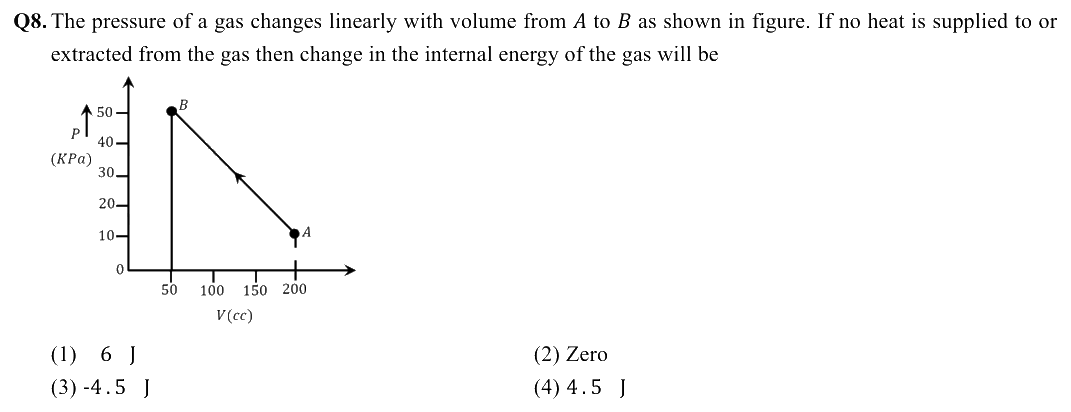 Q8. The pressure of a gas changes linearly with volume from A to B as shown in figure. If no heat is supplied to or
extracted from the gas then change in the internal energy of the gas will be
B
50
P
40
(KPa)
30
20
10
A
0
50 100 150 200
V(cc)
(1) 6 J
(2) Zero
(3) -4.5 J
(4) 4.5 J